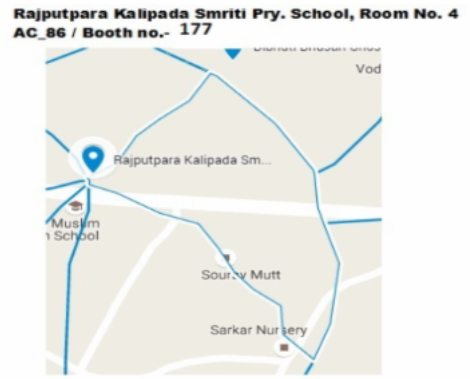 Rajputpara Kalipada Smriti Pry. School, Room No. 4
AC_86 / Booth no.- 177
Vod
Rajputpara Kalipada Sm...
Muslim
n School
Sourav Mutt
Sarkar Nursery